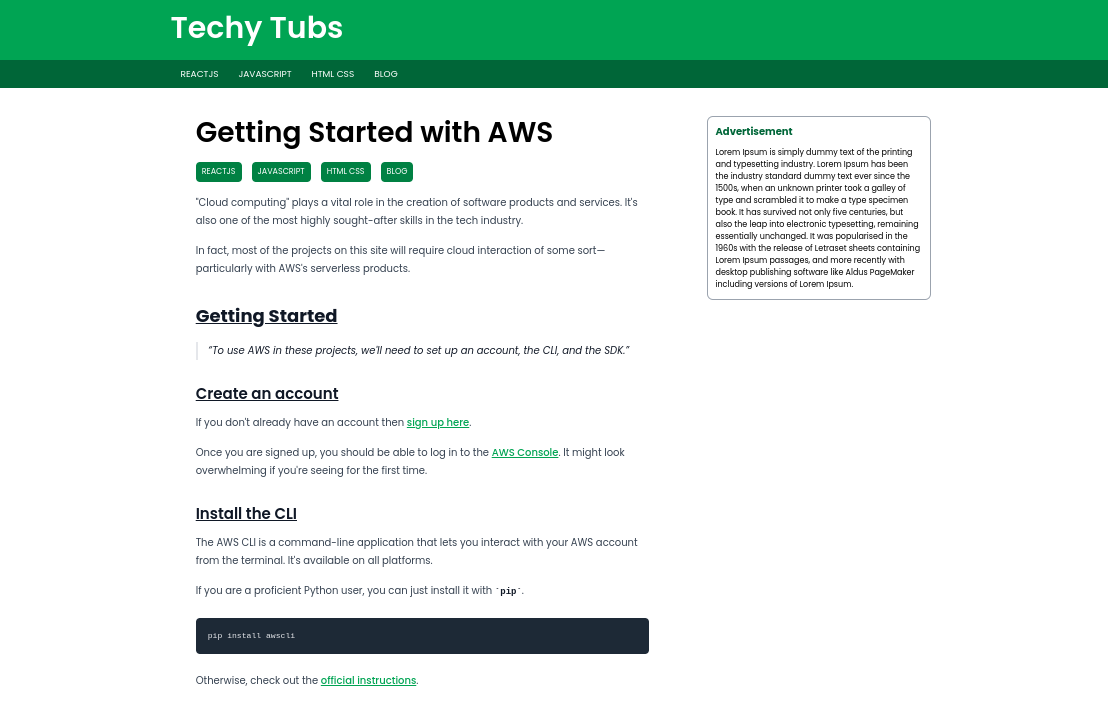 Techy Tubs
REACTJS JAVASCRIPT HTML CSS BLOG
Getting Started with AWS
REACTJS JAVASCRIPT HTML CSS BLOG
"Cloud computing" plays a vital role in the creation of software products and services. It's
also one of the most highly sought-after skills in the tech industry.
In fact, most of the projects on this site will require cloud interaction of some sort—
particularly with AWS's serverless products.
Getting Started
“To use AWS in these projects, we'll need to set up an account, the CLI, and the SDK.”
Create an account
If you don't already have an account then sign up here.
Once you are signed up, you should be able to log in to the AWS Console. It might look
overwhelming if you're seeing for the first time.
Install the CLI
The AWS CLI is a command-line application that lets you interact with your AWS account
from the terminal. It's available on all platforms.
If you are a proficient Python user, you can just install it with `pip`.
pip install awscli
Otherwise, check out the official instructions.
Advertisement
Lorem Ipsum is simply dummy text of the printing
and typesetting industry. Lorem Ipsum has been
the industry standard dummy text ever since the
1500s, when an unknown printer took a galley of
type and scrambled it to make a type specimen
book. It has survived not only five centuries, but
also the leap into electronic typesetting, remaining
essentially unchanged. It was popularised in the
1960s with the release of Letraset sheets containing
Lorem Ipsum passages, and more recently with
desktop publishing software like Aldus PageMaker
including versions of Lorem Ipsum.